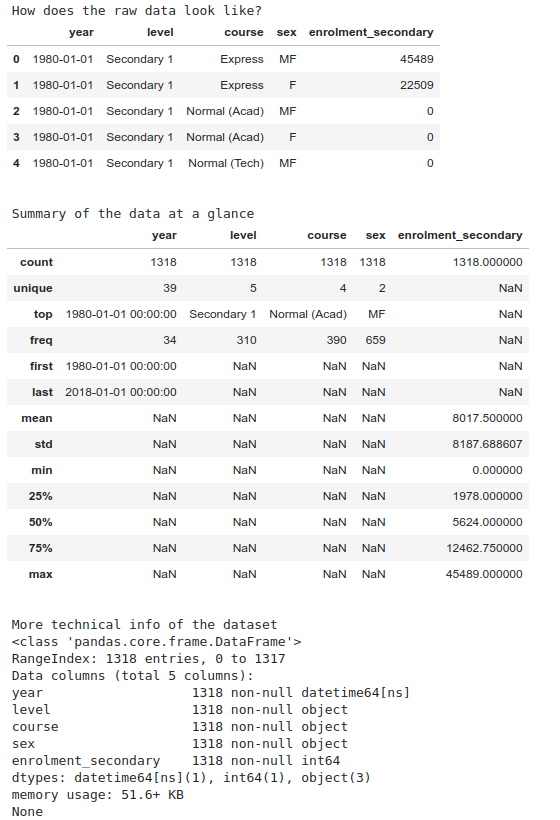 How does the raw data look like?
year level course sex enrolment_secondary
0 1980-01-01 Secondary 1 Express MF 45489
1 1980-01-01 Secondary 1 Express F 22509
2 1980-01-01 Secondary 1 Normal (Acad) MF 0
3 1980-01-01 Secondary 1 Normal (Acad) F 0
4 1980-01-01 Secondary 1 Normal (Tech) MF 0
Summary of the data at a glance
year level course sex enrolment_secondary
count 1318 1318 1318 1318 1318.000000
unique 39 5 4 2 NaN
top 1980-01-01 00:00:00 Secondary 1 Normal (Acad) MF NaN
freq 34 310 390 659 NaN
first 1980-01-01 00:00:00 NaN NaN NaN NaN
last 2018-01-01 00:00:00 NaN NaN NaN NaN
mean NaN NaN NaN NaN 8017.500000
std NaN NaN NaN NaN 8187.688607
min NaN NaN NaN NaN 0.000000
25% NaN NaN NaN NaN 1978.000000
50% NaN NaN NaN NaN 5624.000000
75% NaN NaN NaN NaN 12462.750000
max NaN NaN NaN NaN 45489.000000
More technical info of the dataset
<class 'pandas.core.frame.DataFrame'>
RangeIndex: 1318 entries, 0 to 1317
Data columns (total 5 columns):
year 1318 non-null datetime64[ns]
level 1318 non-null object
course 1318 non-null object
sex 1318 non-null object
enrolment_secondary 1318 non-null int64
dtypes: datetime64[ns](1), int64(1), object(3)
memory usage: 51.6+ KB
None